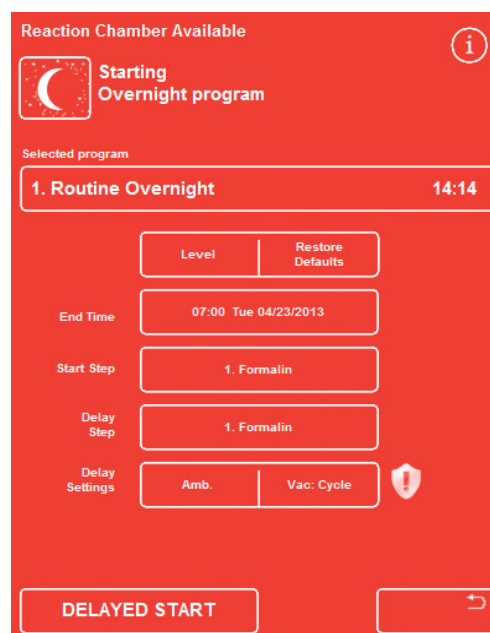 Reaction Chamber Available
i
Starting
Overnight program
Selected program
1. Routine Overnight 14:14
Level
Restore
Defaults
End Time
07:00 Tue 04/23/2013
Start Step
1. Formalin
Delay
Step
1. Formalin
Delay
Settings
Amb.
Vac: Cycle
!
DELAYED START